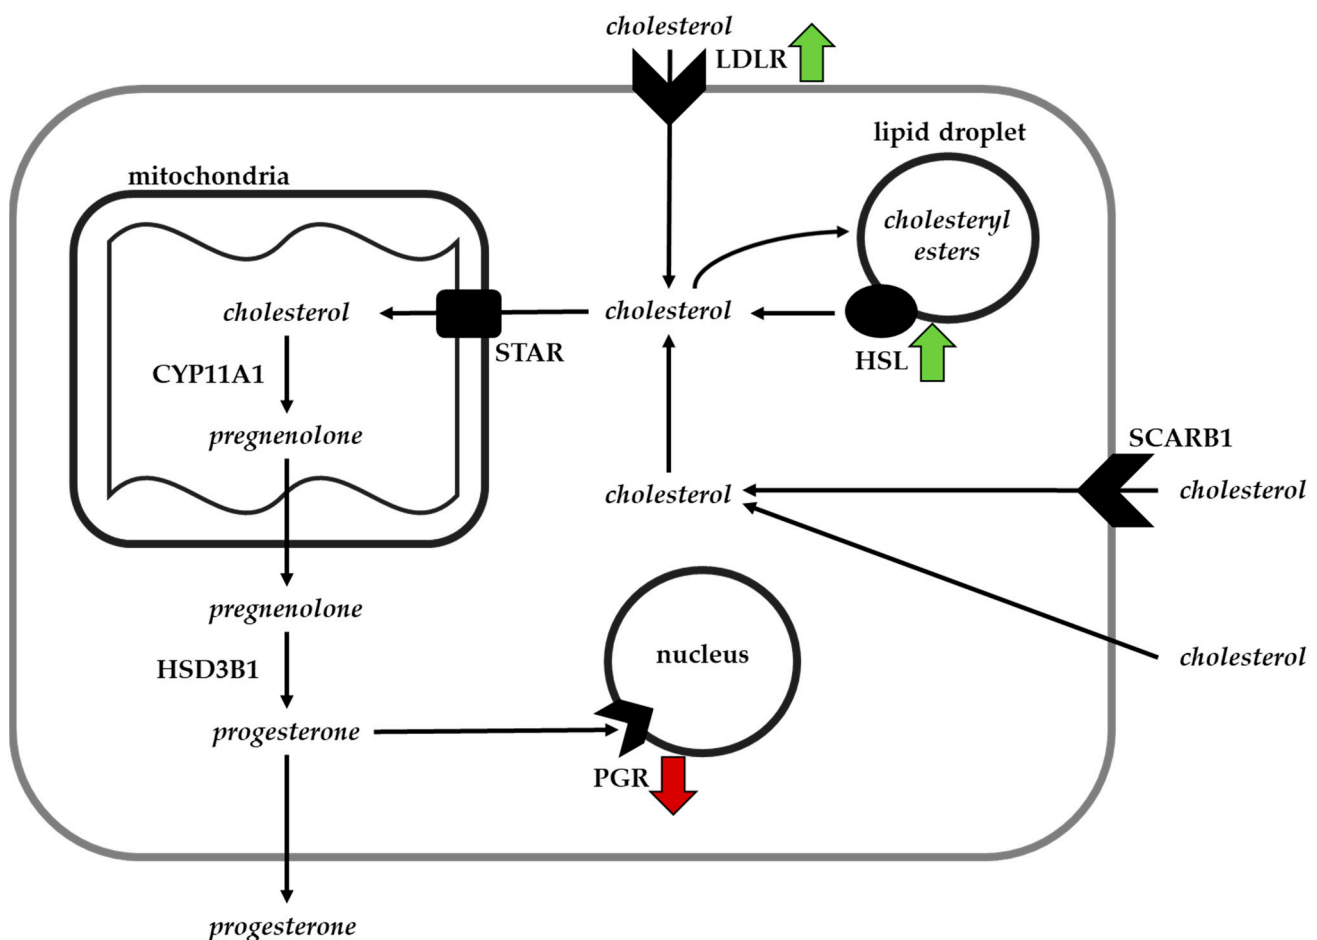 cholesterol
LDLR
lipid droplet
mitochondria
cholesteryl
esters
cholesterol
cholesterol
STAR
HSL
CYP11A1
pregnenolone
SCARB1
cholesterol
cholesterol
pregnenolone
nucleus
cholesterol
HSD3B1
progesterone
PGR
progesterone